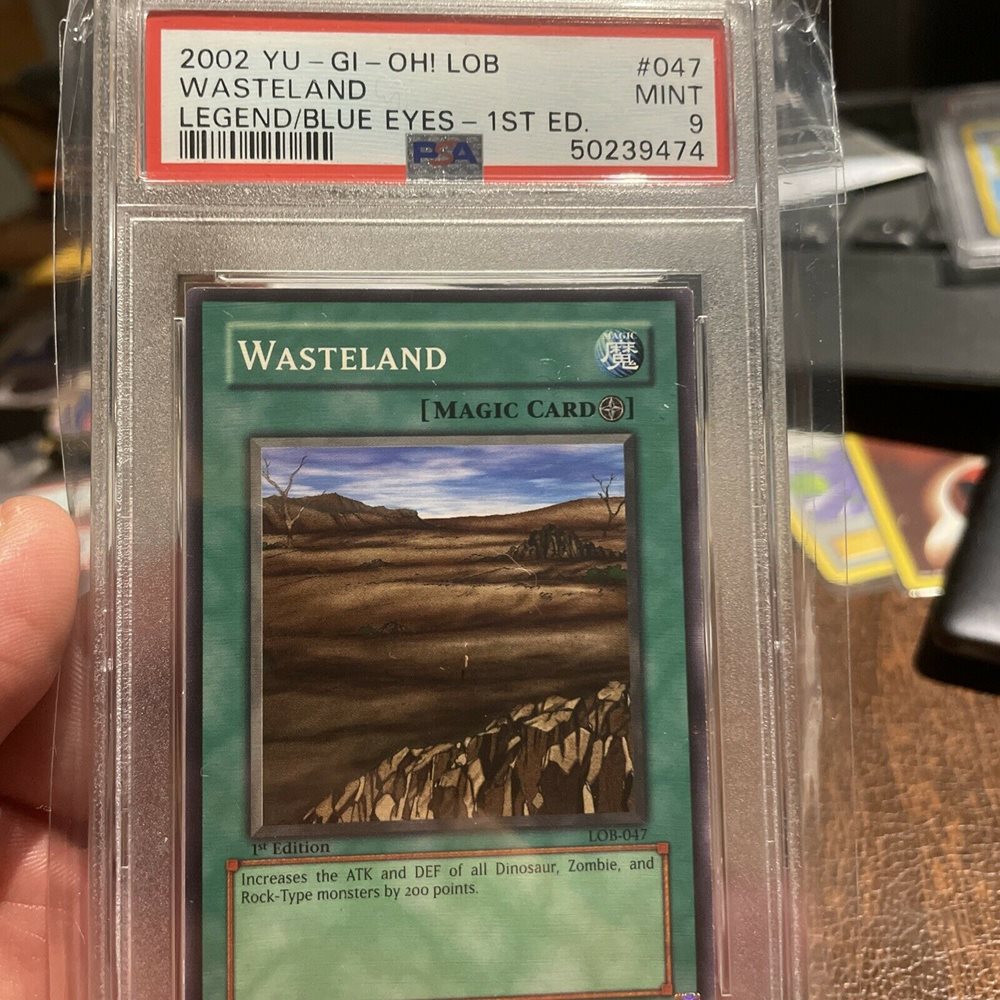 2002 YU-GI-OH! LOB #047
WASTELAND MINT
LEGEND/BLUE EYES - 1ST ED. 9
PSA 50239474
WASTELAND
MAGIC
魔
[MAGIC CARD]
LOB-047
1st Edition
Increases the ATK and DEF of all Dinosaur, Zombie, and
Rock-Type monsters by 200 points.